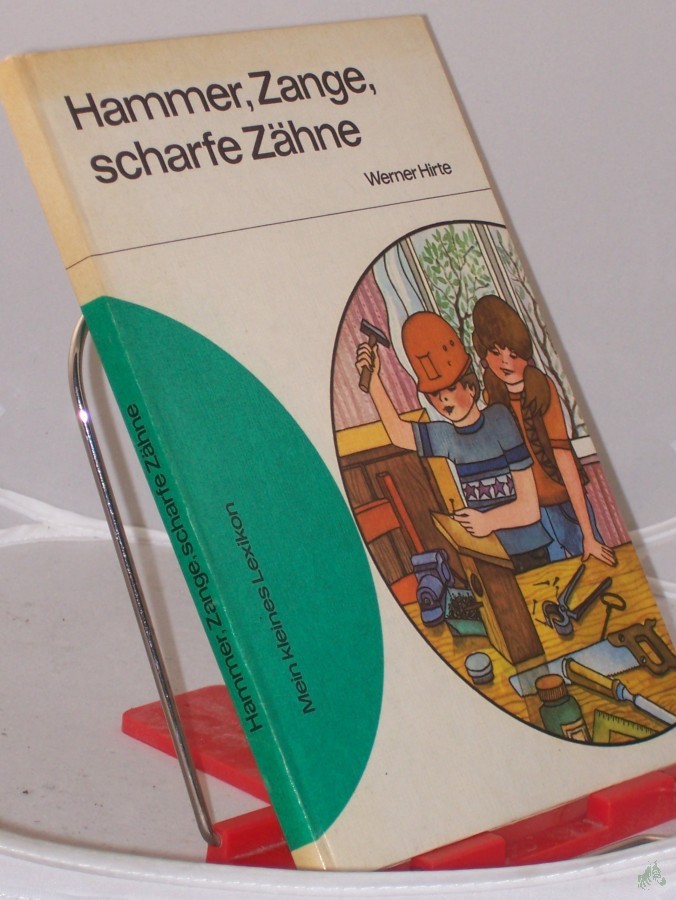 Hammer, Zange,
scharfe Zähne
Werner Hirte
Hammer, Zange, scharfe Zähne
Mein kleines Lexikon